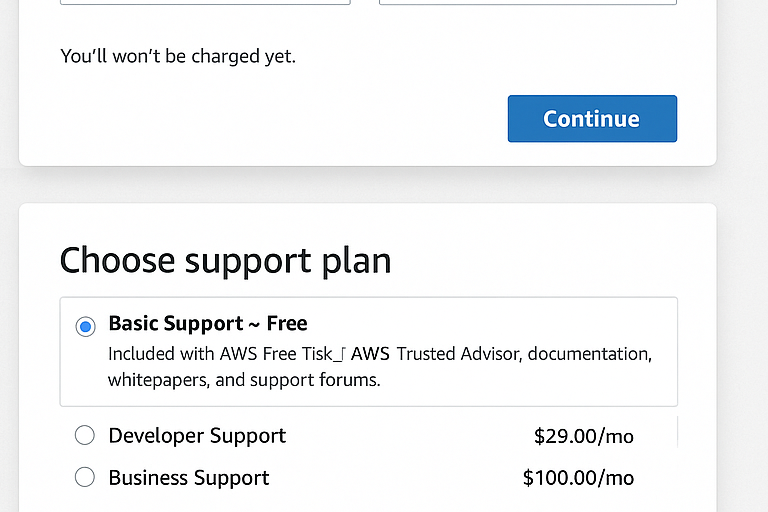 You'll won't be charged yet.
Continue
Choose support plan
Basic Support ~ Free
Included with AWS Free AWS Trusted Advisor, documentation,
whitepapers, and support forums.
Developer Support $29.00/mo
Business Support $100.00/mo